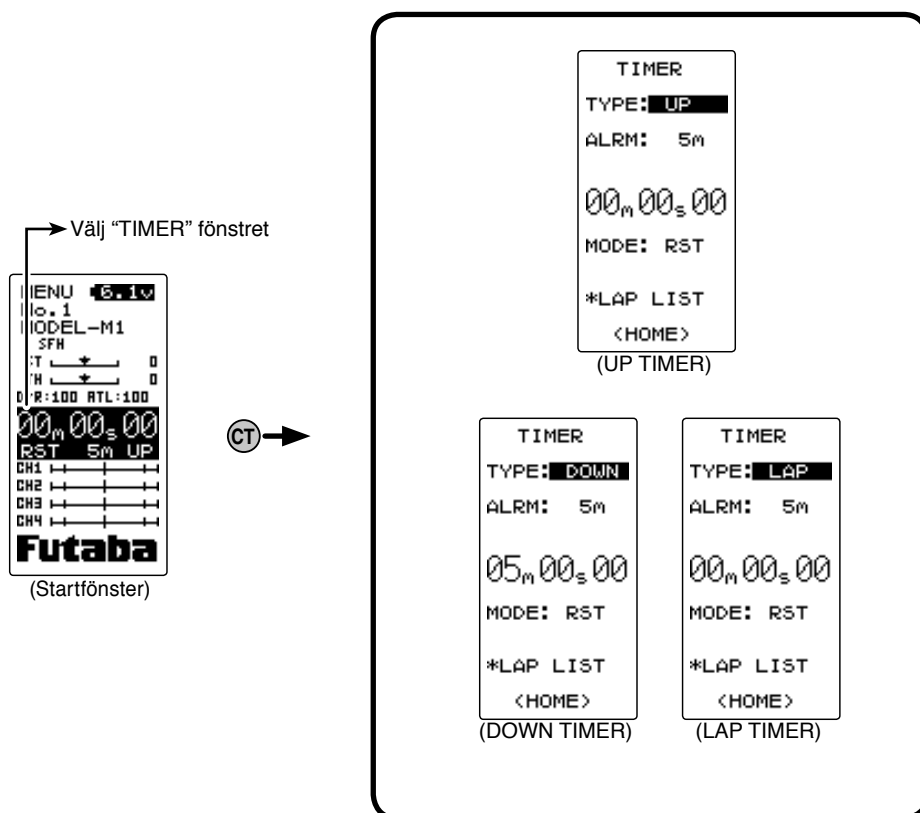 Välj “TIMER” fönstret
MENU 6.1v
No.1
MODEL-M1
SFH
ST 0
TH 0
D/R:100 ATL:100
00m00s00
RST 5m UP
CH1
CH2
CH3
CH4
Futaba
(Startfönster)
CT
TIMER
TYPE: UP
ALRM: 5m
00m00s00
MODE: RST
*LAP LIST
<HOME>
(UP TIMER)
TIMER
TYPE: DOWN
ALRM: 5m
05m00s00
MODE: RST
*LAP LIST
<HOME>
(DOWN TIMER)
TIMER
TYPE: LAP
ALRM: 5m
00m00s00
MODE: RST
*LAP LIST
<HOME>
(LAP TIMER)